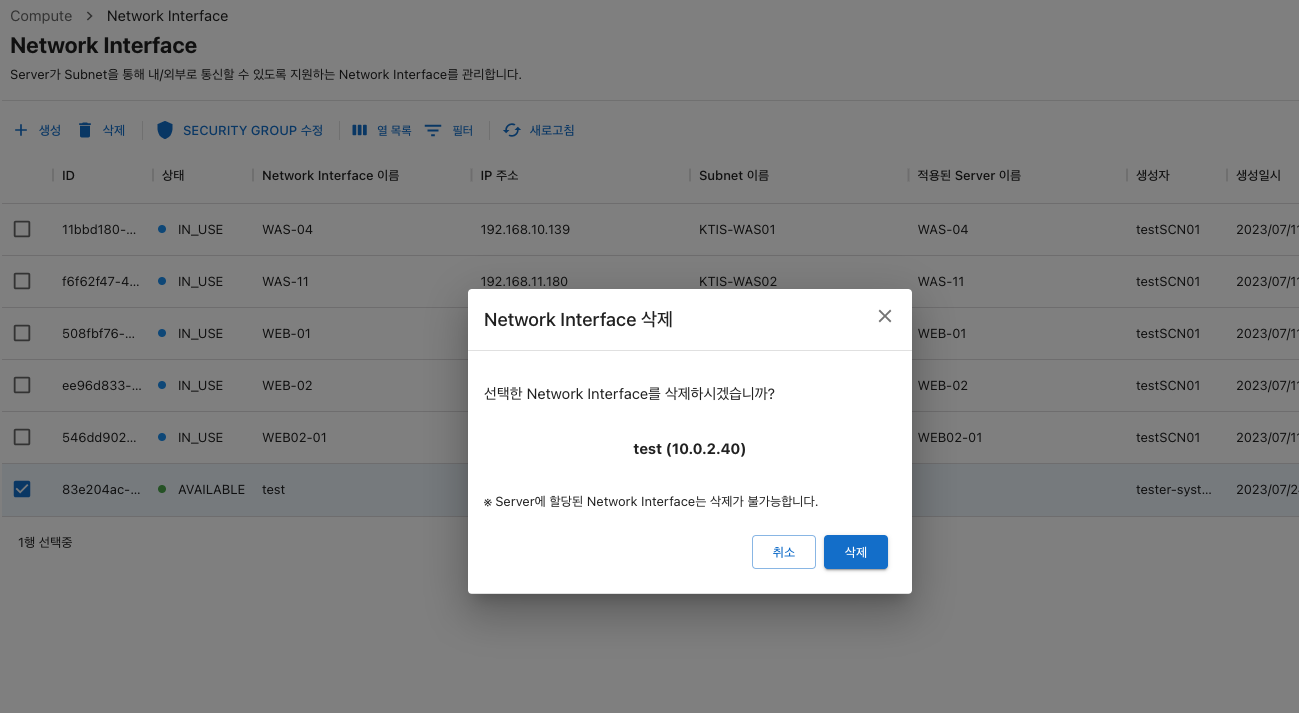 Compute > Network Interface
Network Interface
Server가 Subnet을 통해 내/외부로 통신할 수 있도록 지원하는 Network Interface를 관리합니다.
+ 생성 삭제 SECURITY GROUP 수정 열 목록 필터 새로고침
ID 상태 Network Interface 이름 IP 주소 Subnet 이름 적용된 Server 이름 생성자 생성일시
11bbd180-... IN_USE WAS-04 192.168.10.139 KTIS-WAS01 WAS-04 testSCN01 2023/07/11
f6f62f47-4... IN_USE WAS-11 192.168.11.180 KTIS-WAS02 WAS-11 testSCN01 2023/07/11
508fbf76-... IN_USE WEB-01 WEB-01 testSCN01 2023/07/11
ee96d833-... IN_USE WEB-02 WEB-02 testSCN01 2023/07/11
546dd902... IN_USE WEB02-01 WEB02-01 testSCN01 2023/07/11
83e204ac-... AVAILABLE test tester-syst... 2023/07/2
1행 선택중
Network Interface 삭제
선택한 Network Interface를 삭제하시겠습니까?
test (10.0.2.40)
※ Server에 할당된 Network Interface는 삭제가 불가능합니다.
취소 삭제